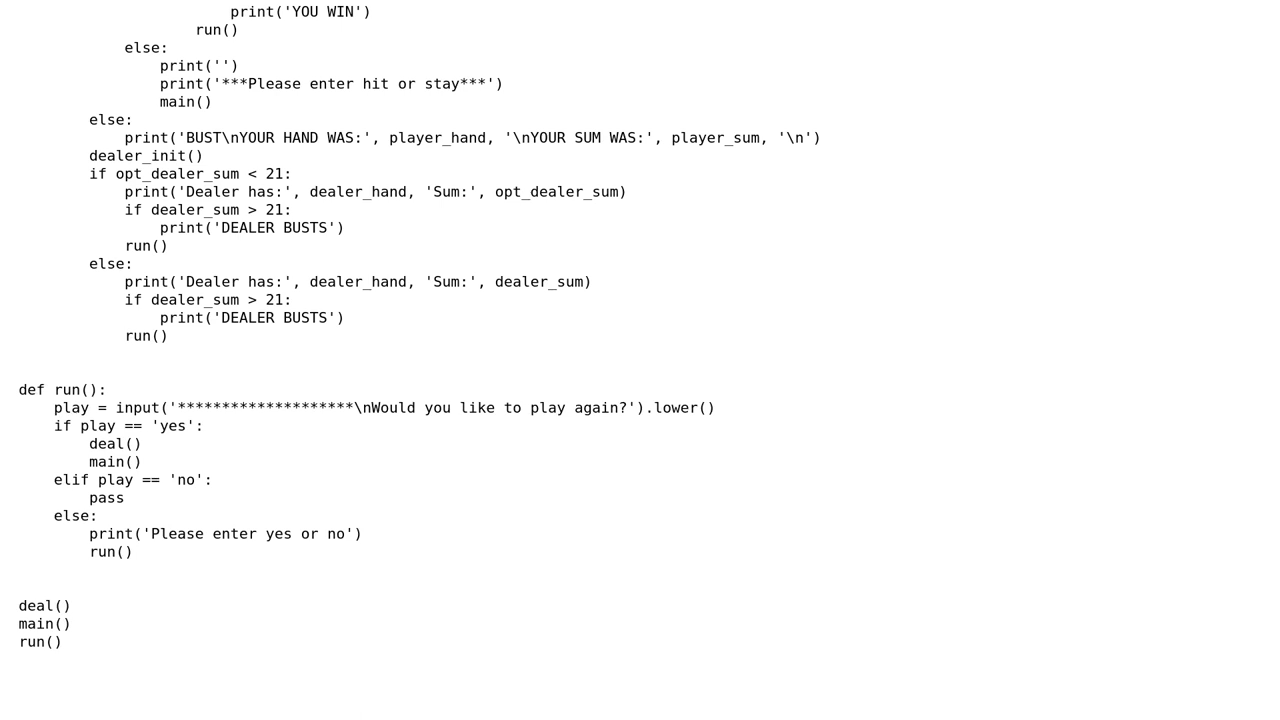 print('YOU WIN')
                    run()
            else:
                print('')
                print('***Please enter hit or stay***')
                main()
        else:
            print('BUST\nYOUR HAND WAS:', player_hand, '\nYOUR SUM WAS:', player_sum, '\n')
        dealer_init()
        if opt_dealer_sum < 21:
            print('Dealer has:', dealer_hand, 'Sum:', opt_dealer_sum)
            if dealer_sum > 21:
                print('DEALER BUSTS')
            run()
        else:
            print('Dealer has:', dealer_hand, 'Sum:', dealer_sum)
            if dealer_sum > 21:
                print('DEALER BUSTS')
            run()


def run():
    play = input('********************\nWould you like to play again?').lower()
    if play == 'yes':
        deal()
        main()
    elif play == 'no':
        pass
    else:
        print('Please enter yes or no')
        run()


deal()
main()
run()